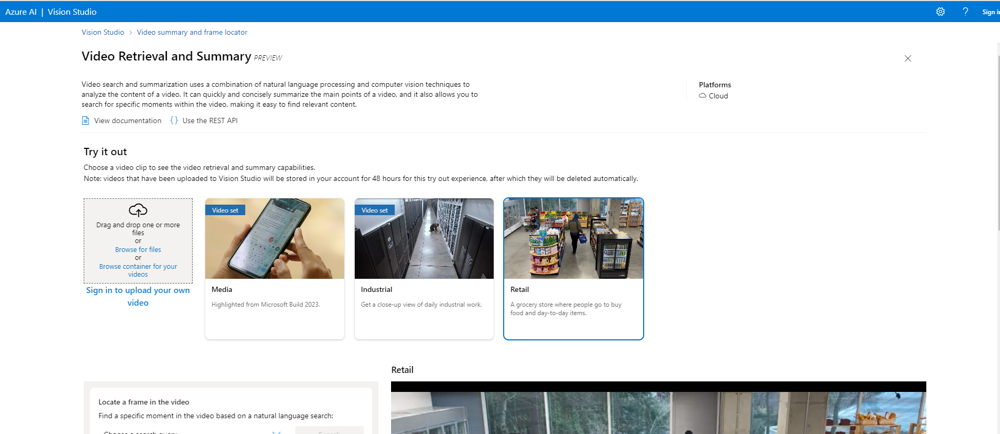 Azure AI | Vision Studio
Sign i
Vision Studio > Video summary and frame locator
Video Retrieval and Summary PREVIEW
Video search and summarization uses a combination of natural language processing and computer vision techniques to
analyze the content of a video. It can quickly and concisely summarize the main points of a video, and it also allows you to
search for specific moments within the video, making it easy to find relevant content.
Platforms
Cloud
View documentation {} Use the REST API
Try it out
Choose a video clip to see the video retrieval and summary capabilities.
Note: videos that have been uploaded to Vision Studio will be stored in your account for 48 hours for this try out experience, after which they will be deleted automatically.
Drag and drop one or more
files
or
Browse for files
or
Browse container for your
videos
Sign in to upload your own
video
Video set
Media
Highlighted from Microsoft Build 2023.
Video set
Industrial
Get a close-up view of daily industrial work.
Retail
A grocery store where people go to buy
food and day-to-day items.
Retail
Locate a frame in the video
Find a specific moment in the video based on a natural language search:
Choose a search query
Search